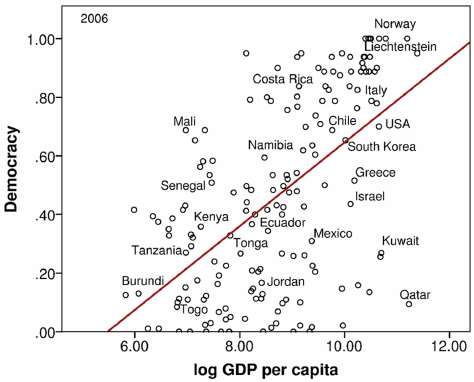 2006
Norway
1.00
Liechtenstein
Costa Rica
.80
Italy
Mali
Chile
USA
South Korea
.60
Namibia
Greece
Senegal
Israel
.40
Kenya
Ecuador
Mexico
Tanzania
Tonga
Kuwait
.20
Burundi
Jordan
Qatar
Togo
.00
6.00
8.00
10.00
12.00
log GDP per capita
Democracy